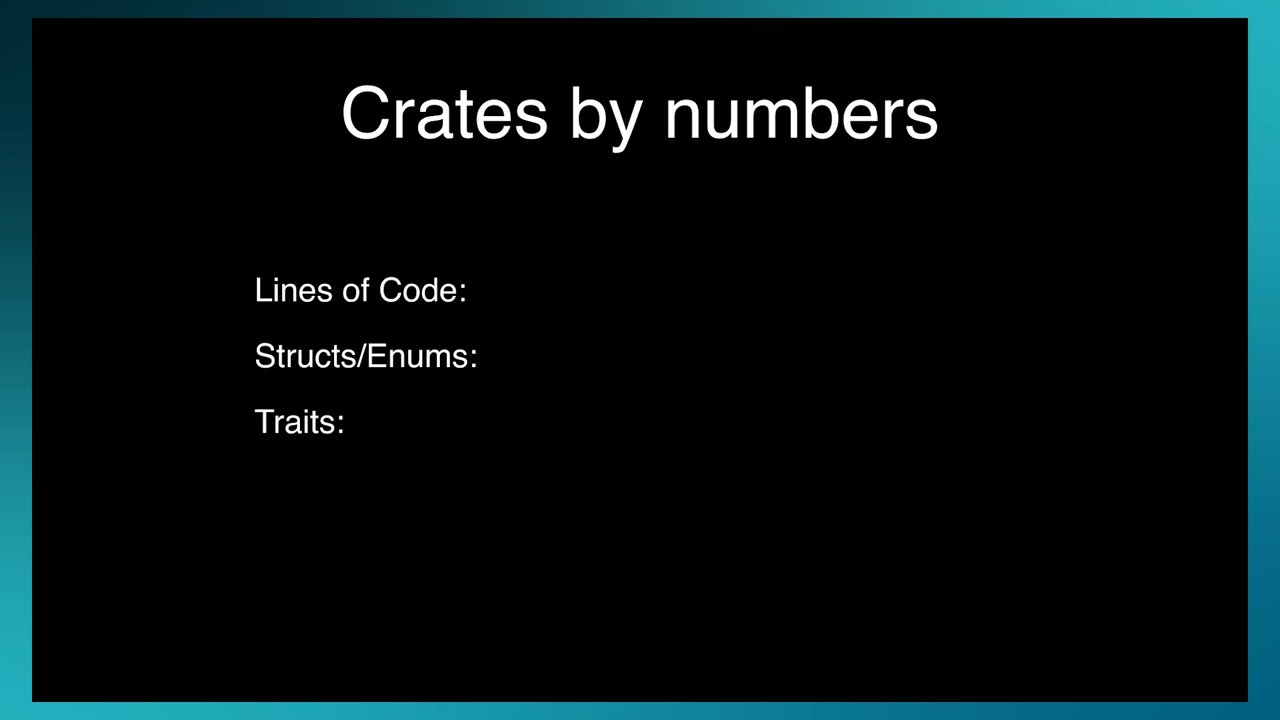 Crates by numbers
Lines of Code:
Structs/Enums:
Traits: